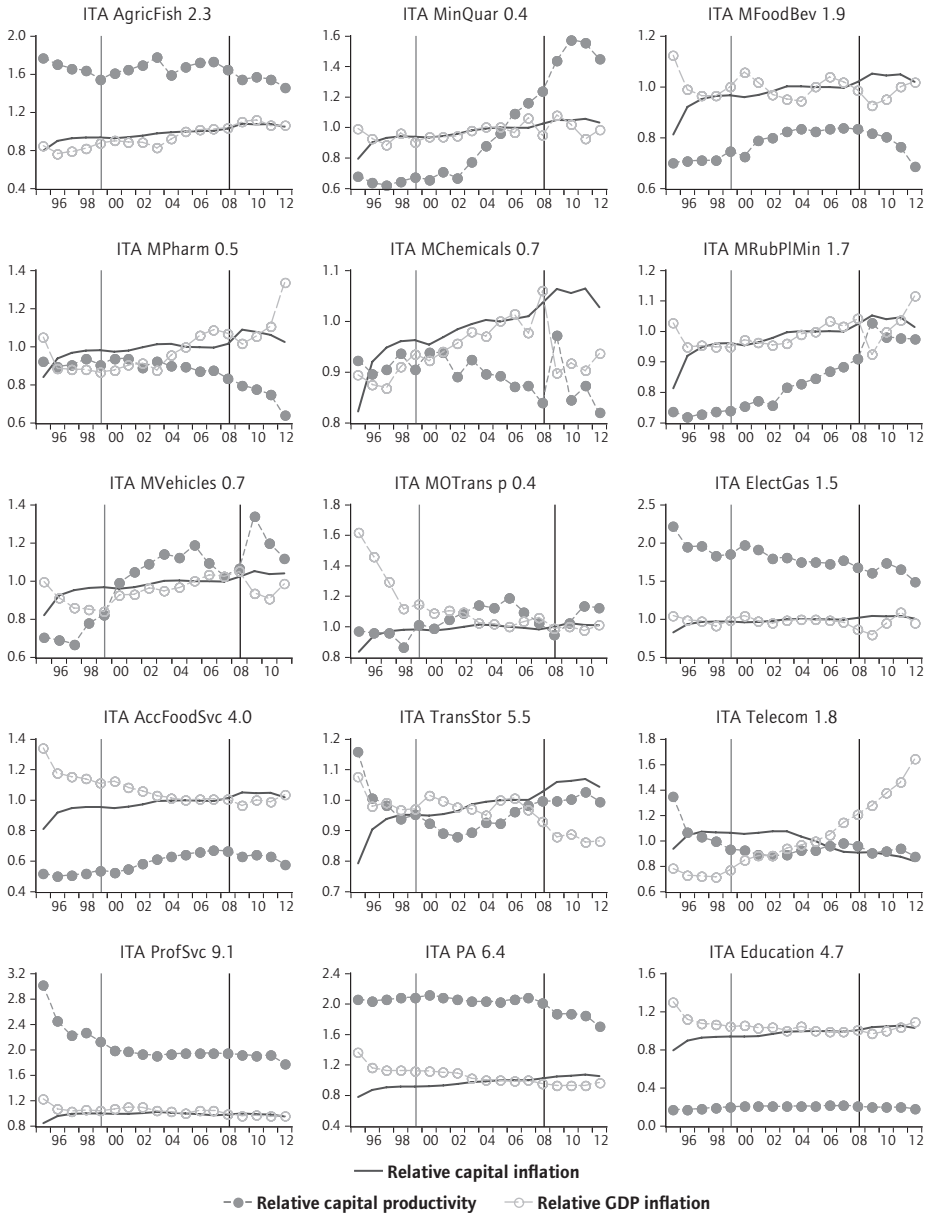 ITA AgricFish 2.3
2.0
1.6
1.2
0.8
0.4
96 98 00 02 04 06 08 10 12
ITA MinQuar 0.4
1.6
1.4
1.2
1.0
0.8
0.6
96 98 00 02 04 06 08 10 12
ITA MFoodBev 1.9
1.2
1.0
0.8
0.6
96 98 00 02 04 06 08 10 12
ITA MPharm 0.5
1.4
1.2
1.0
0.8
0.6
96 98 00 02 04 06 08 10 12
ITA MChemicals 0.7
1.1
1.0
0.9
0.8
96 98 00 02 04 06 08 10 12
ITA MRubPlMin 1.7
1.2
1.1
1.0
0.9
0.8
0.7
96 98 00 02 04 06 08 10 12
ITA MVehicles 0.7
1.4
1.2
1.0
0.8
0.6
96 98 00 02 04 06 08 10 12
ITA MOTrans p 0.4
1.8
1.6
1.4
1.2
1.0
0.8
96 98 00 02 04 06 08 10 12
ITA ElectGas 1.5
2.5
2.0
1.5
1.0
0.5
96 98 00 02 04 06 08 10 12
ITA AccFoodSvc 4.0
1.4
1.2
1.0
0.8
0.6
0.4
96 98 00 02 04 06 08 10 12
ITA TransStor 5.5
1.2
1.1
1.0
0.9
0.8
0.7
96 98 00 02 04 06 08 10 12
ITA Telecom 1.8
1.8
1.6
1.4
1.2
1.0
0.8
0.6
96 98 00 02 04 06 08 10 12
ITA ProfSvc 9.1
3.2
2.8
2.4
2.0
1.6
1.2
0.8
96 98 00 02 04 06 08 10 12
ITA PA 6.4
2.4
2.0
1.6
1.2
0.8
0.4
96 98 00 02 04 06 08 10 12
ITA Education 4.7
1.6
1.2
0.8
0.4
0.0
96 98 00 02 04 06 08 10 12
Relative capital inflation
Relative capital productivity
Relative GDP inflation